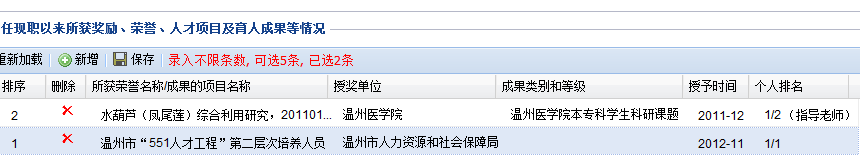 任现职以来所获奖励、荣誉、人才项目及育人成果等情况
重新加载 新增 保存 录入不限条数, 可选5条, 已选2条
排序 删除 所获荣誉名称/成果的项目名称 授奖单位 成果类别和等级 授予时间 个人排名
2 水葫芦（凤尾莲）综合利用研究，201101... 温州医学院 温州医学院本专科学生科研课题 2011-12 1/2（指导老师）
1 温州市“551人才工程”第二层次培养人员 温州市人力资源和社会保障局 2012-11 1/1